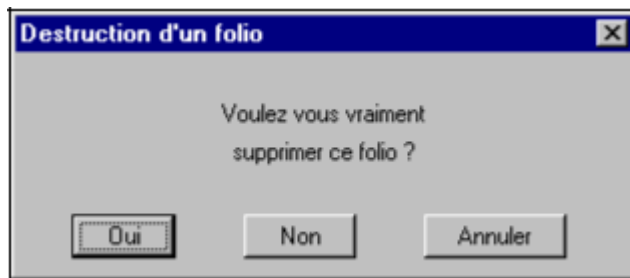 Destruction d'un folio
Voulez vous vraiment
supprimer ce folio ?
Oui Non Annuler